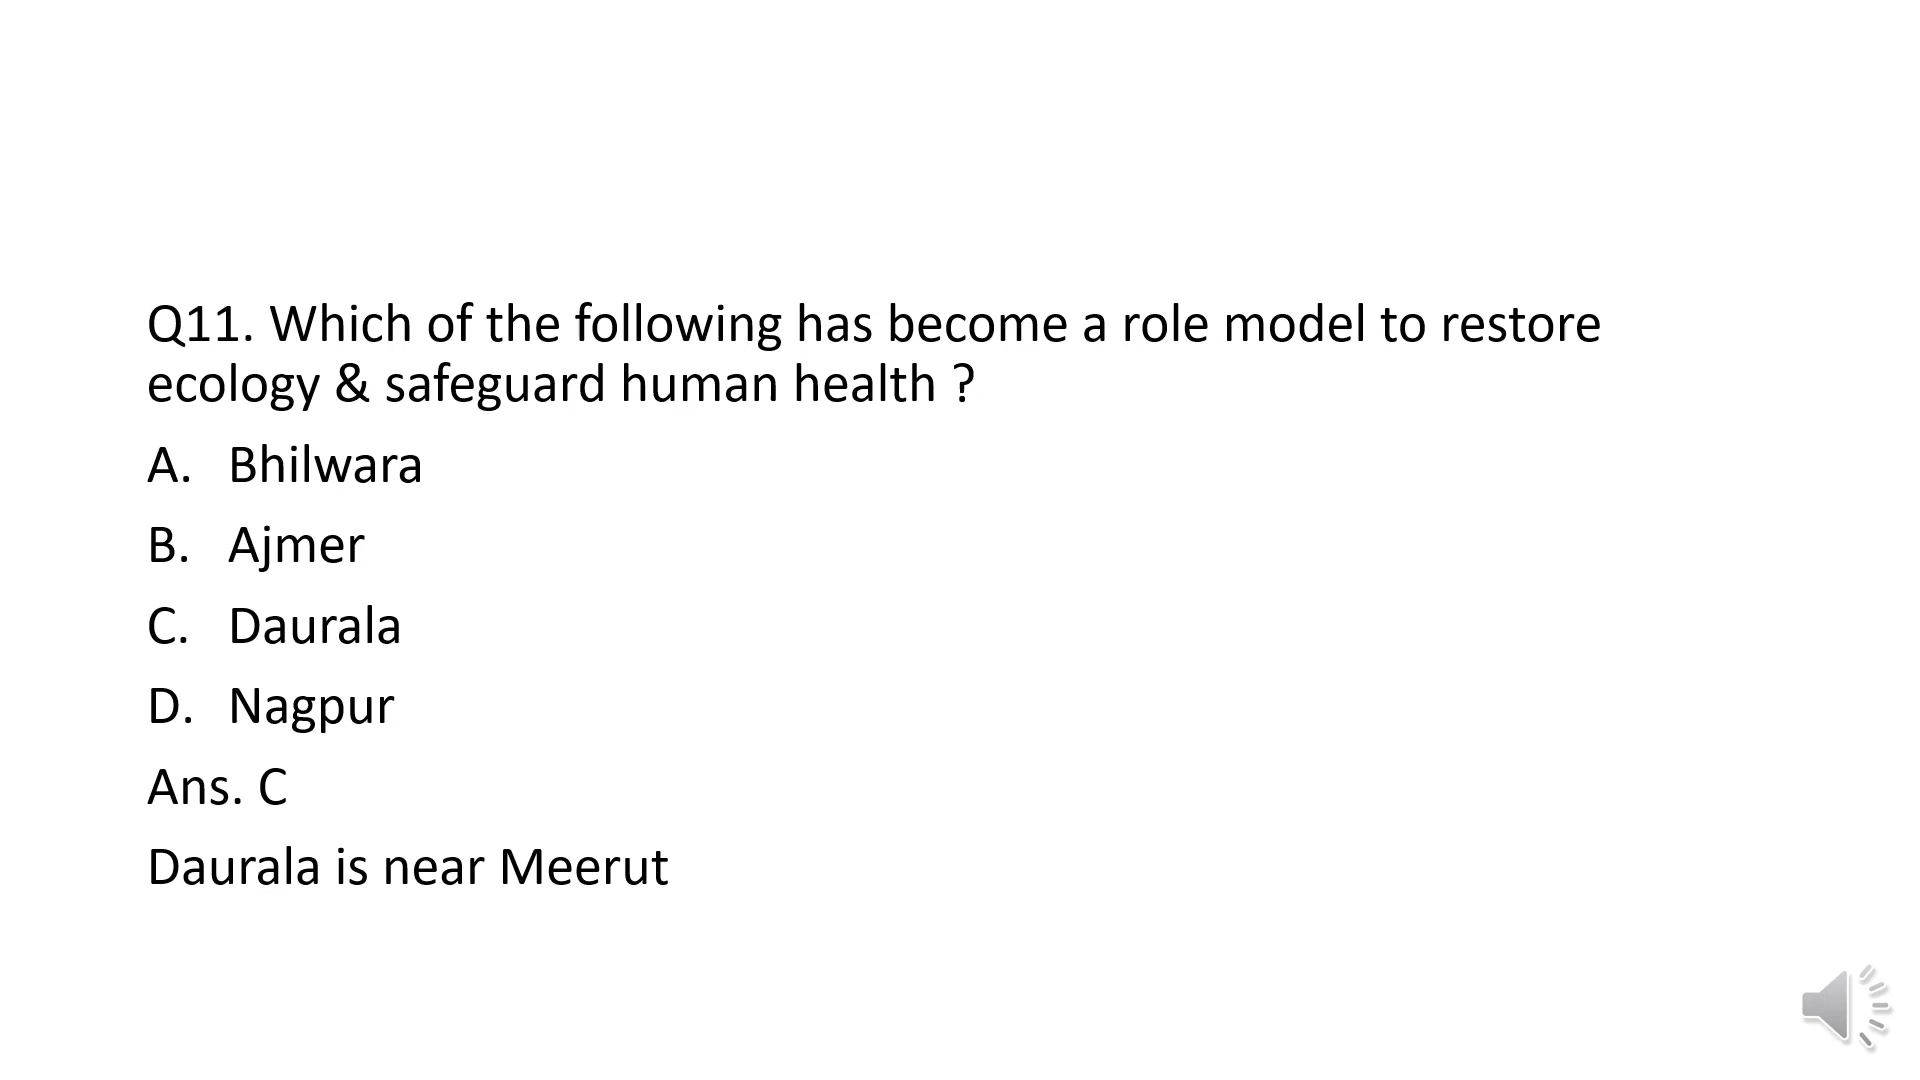 Q11. Which of the following has become a role model to restore
ecology & safeguard human health ?
A. Bhilwara
B. Ajmer
C. Daurala
D. Nagpur
Ans. C
Daurala is near Meerut